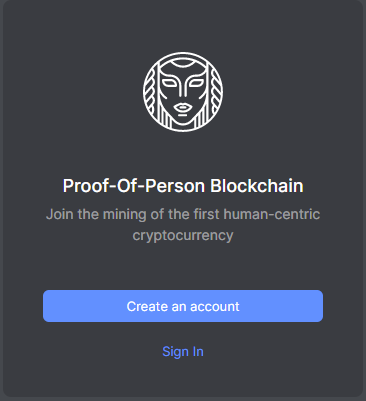 Proof-Of-Person Blockchain
Join the mining of the first human-centric
cryptocurrency
Create an account
Sign In